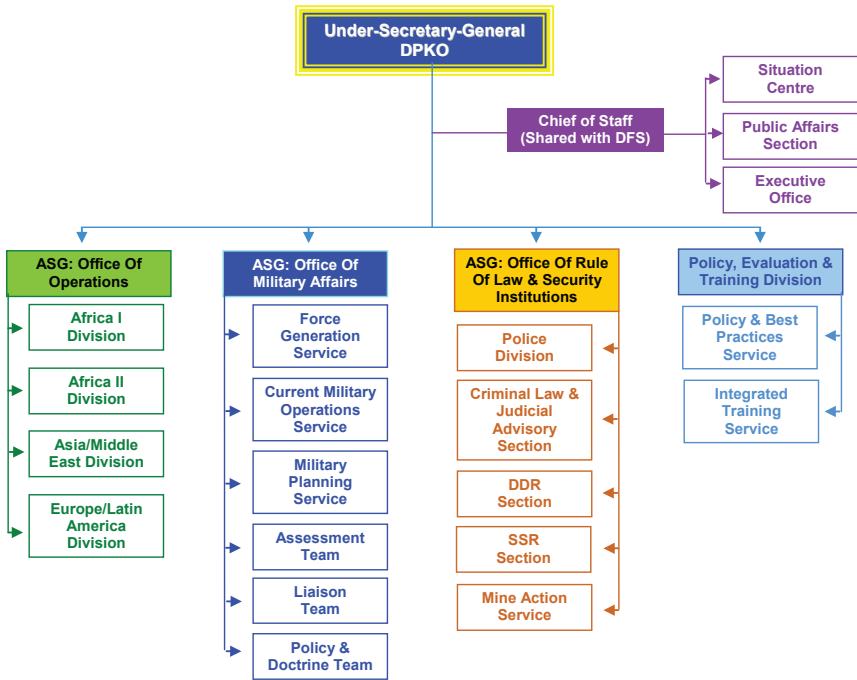 Under-Secretary-General
DPKO
Chief of Staff
(Shared with DFS)
Situation
Centre
Public Affairs
Section
Executive
Office
ASG: Office Of
Operations
Africa I
Division
Africa II
Division
Asia/Middle
East Division
Europe/Latin
America
Division
ASG: Office Of
Military Affairs
Force
Generation
Service
Current Military
Operations
Service
Military
Planning
Service
Assessment
Team
Liaison
Team
Policy &
Doctrine Team
ASG: Office Of Rule
Of Law & Security
Institutions
Police
Division
Criminal Law &
Judicial
Advisory
Section
DDR
Section
SSR
Section
Mine Action
Service
Policy, Evaluation &
Training Division
Policy & Best
Practices
Service
Integrated
Training
Service